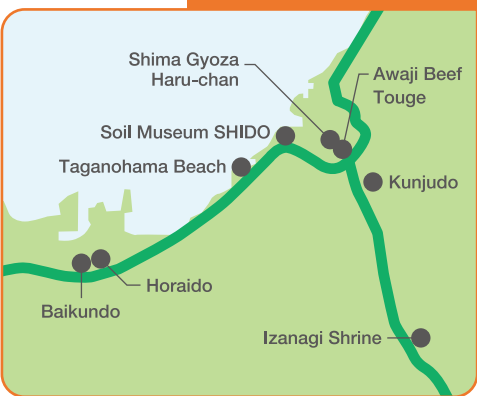 Shima Gyoza
Haru-chan
Awaji Beef
Touge
Soil Museum SHIDO
Taganohama Beach
Kunjudo
Horaido
Baikundo
Izanagi Shrine